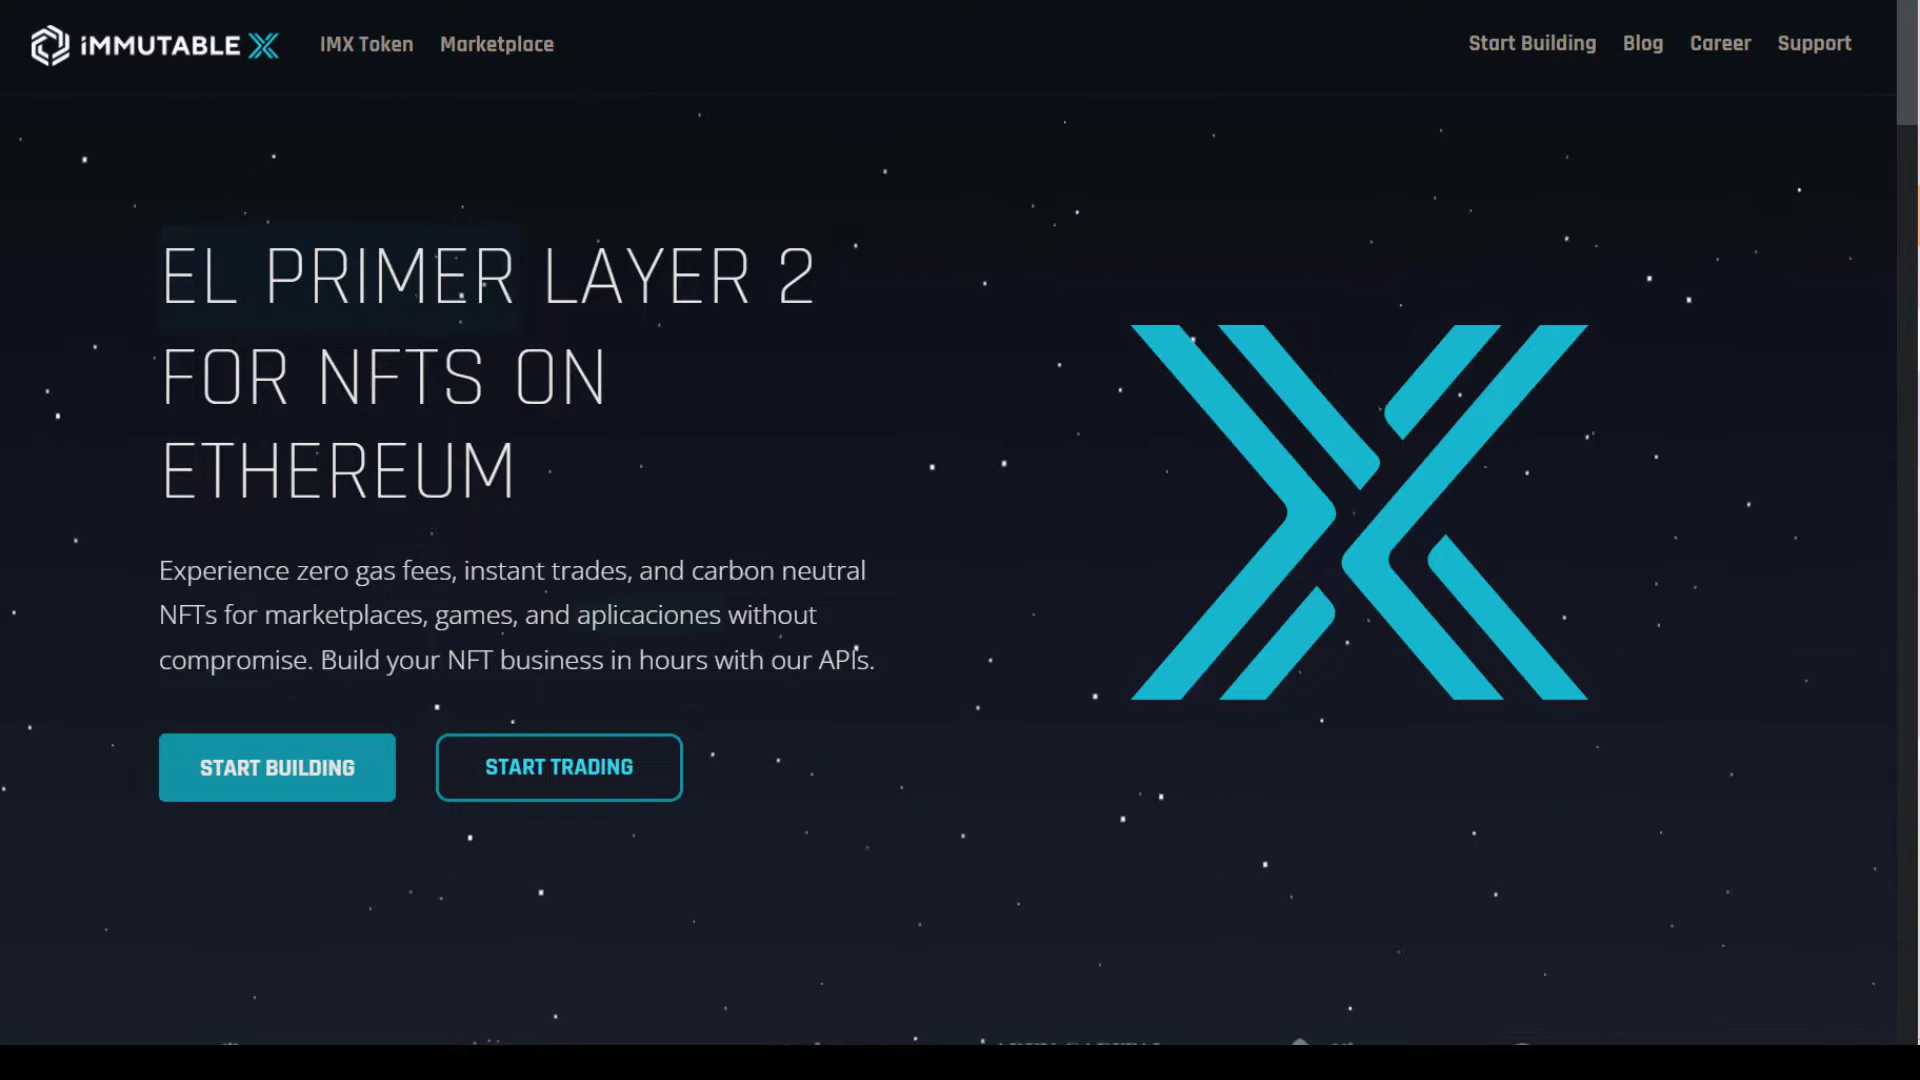 iMMUTABLE X
IMX Token
Marketplace
Start Building
Blog
Career
Support
EL PRIMER LAYER 2
FOR NFTS ON
ETHEREUM
Experience zero gas fees, instant trades, and carbon neutral
NFTs for marketplaces, games, and aplicaciones without
compromise. Build your NFT business in hours with our APIs.
START BUILDING
START TRADING